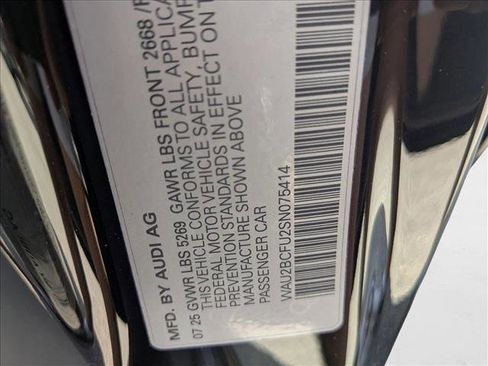 MFD. BY AUDI AG
07 25 GVWR LBS 5269 GAWR LBS FRONT 2668 /R
THIS VEHICLE CONFORMS TO ALL APPLICA
FEDERAL MOTOR VEHICLE SAFETY, BUMP
PREVENTION STANDARDS IN EFFECT ON T
MANUFACTURE SHOWN ABOVE
PASSENGER CAR
WAU2BCFU2SN075414